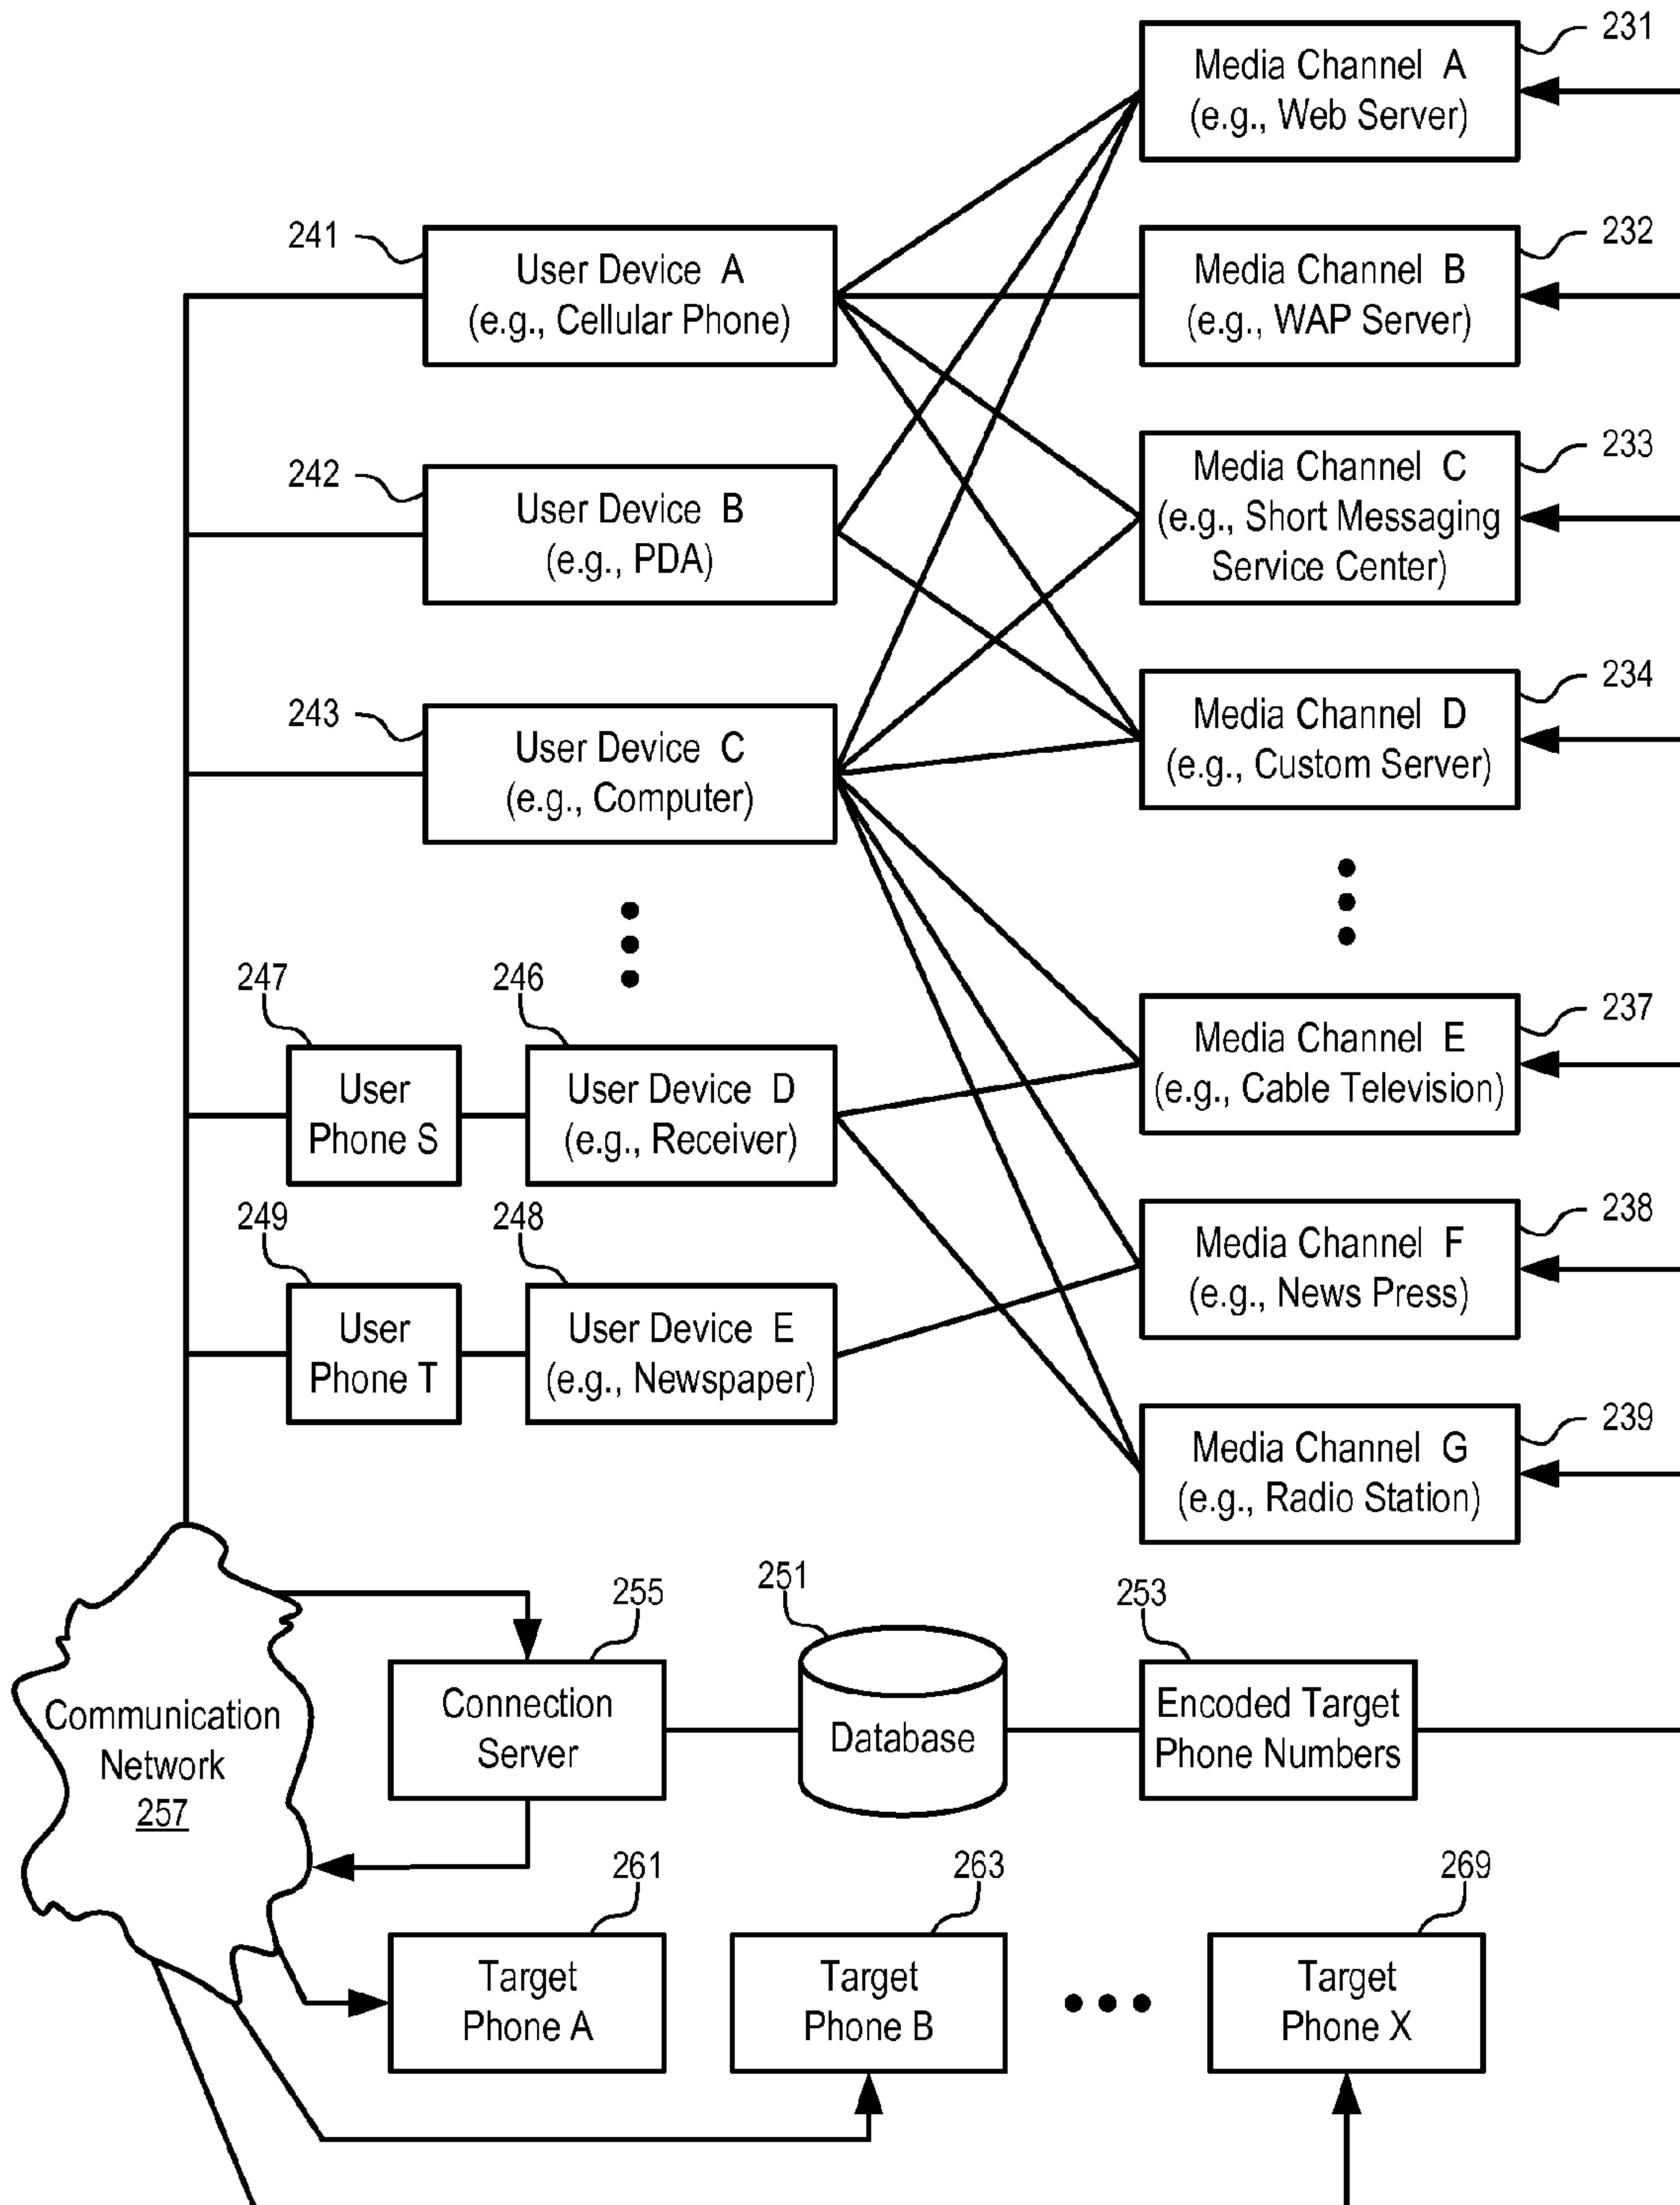 231
Media Channel A
(e.g., Web Server)
241
User Device A
(e.g., Cellular Phone)
232
Media Channel B
(e.g., WAP Server)
242
User Device B
(e.g., PDA)
233
Media Channel C
(e.g., Short Messaging
Service Center)
243
User Device C
(e.g., Computer)
234
Media Channel D
(e.g., Custom Server)
247
User
Phone S
246
User Device D
(e.g., Receiver)
237
Media Channel E
(e.g., Cable Television)
249
User
Phone T
248
User Device E
(e.g., Newspaper)
238
Media Channel F
(e.g., News Press)
239
Media Channel G
(e.g., Radio Station)
Communication
Network
257
255
Connection
Server
251
Database
253
Encoded Target
Phone Numbers
261
Target
Phone A
263
Target
Phone B
269
Target
Phone X